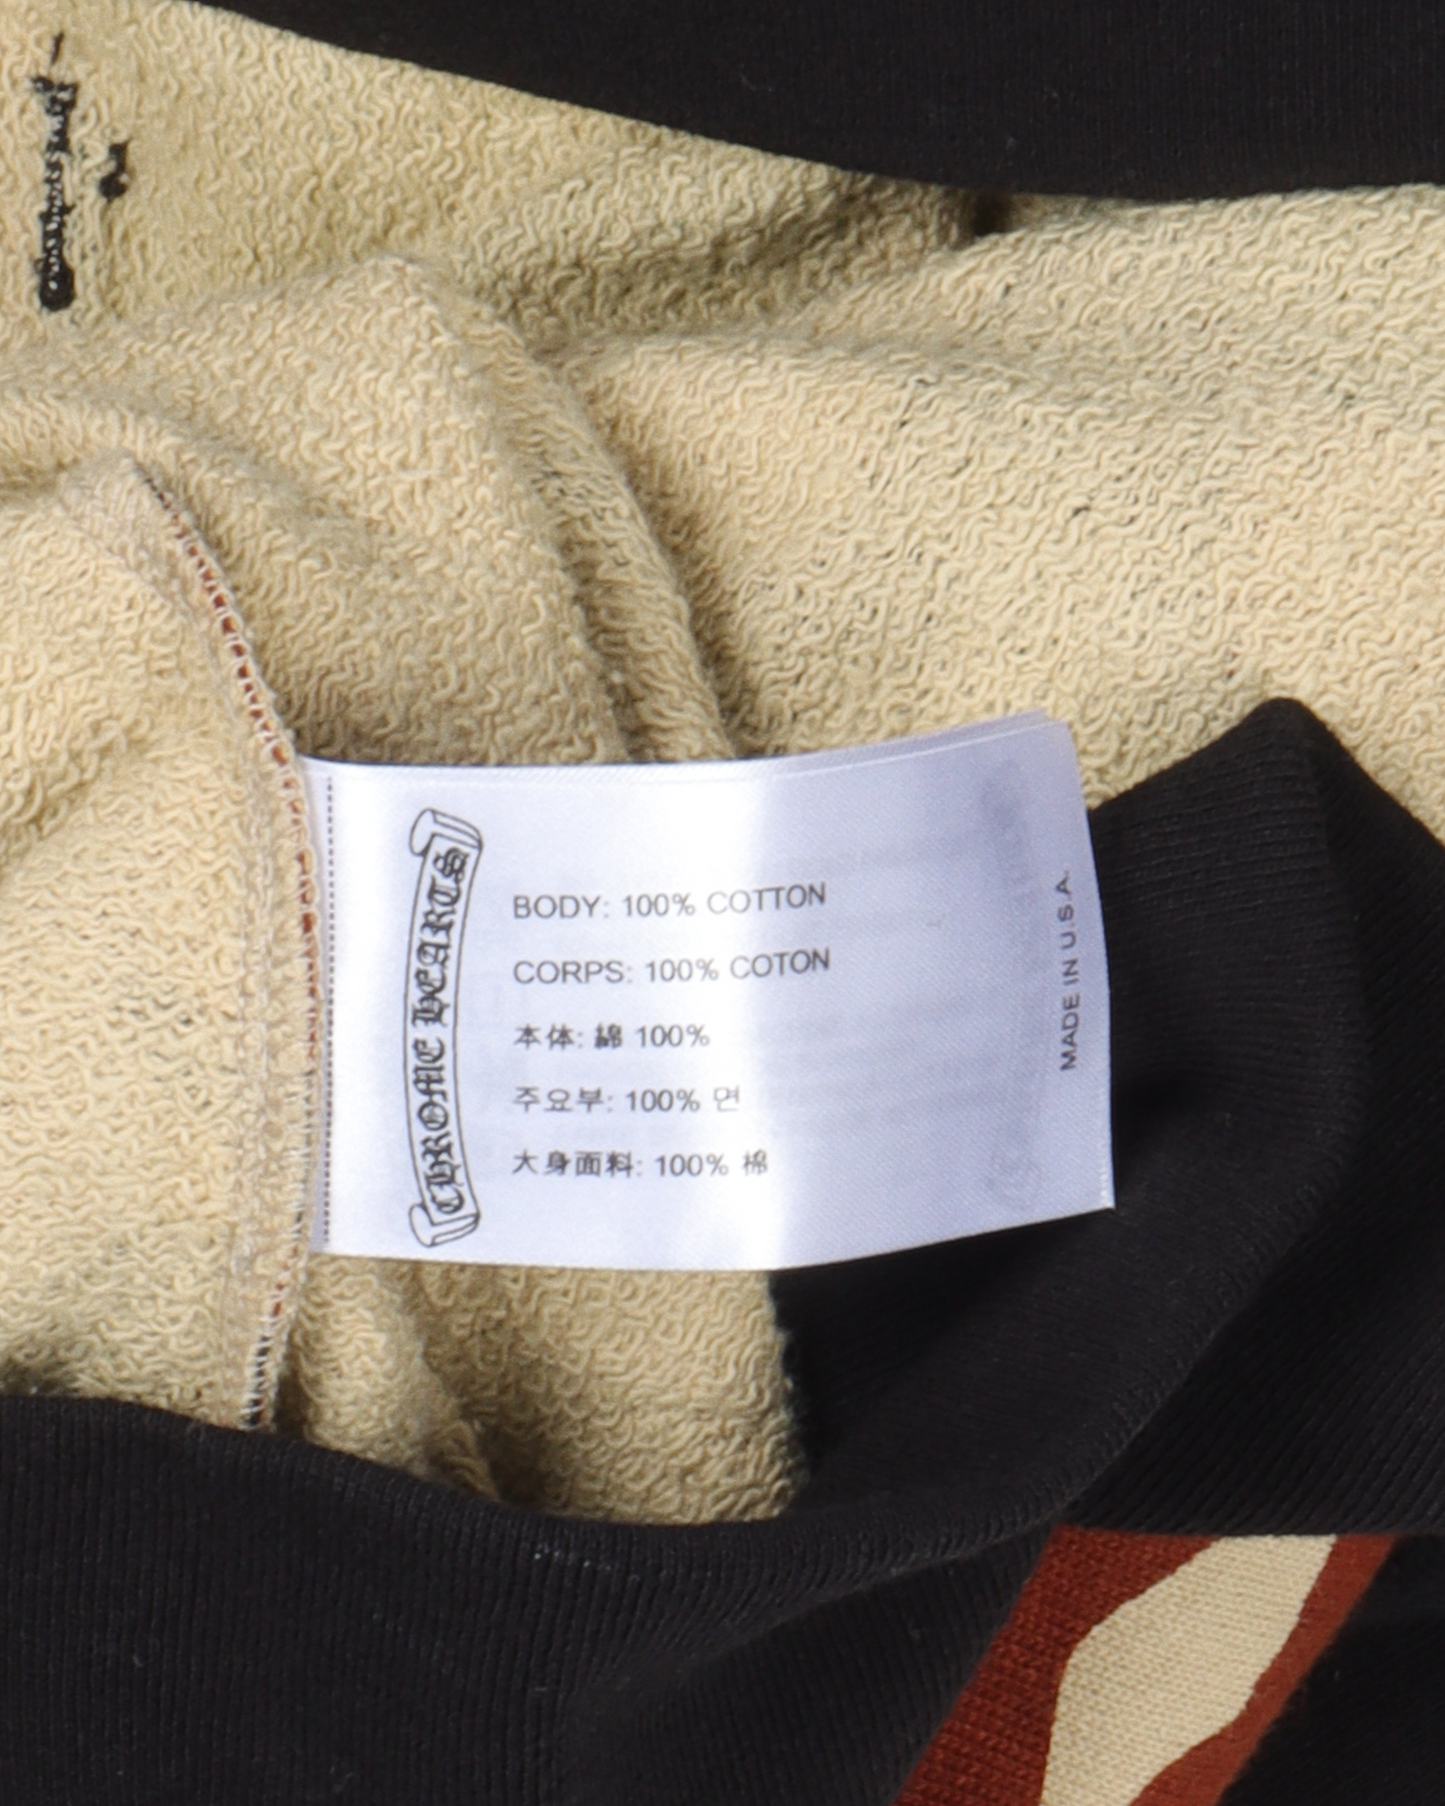 CHROME HEARTS
BODY: 100% COTTON
CORPS: 100% COTON
本体: 綿 100%
주요부: 100% 면
大身面料: 100% 棉
MADE IN U.S.A.